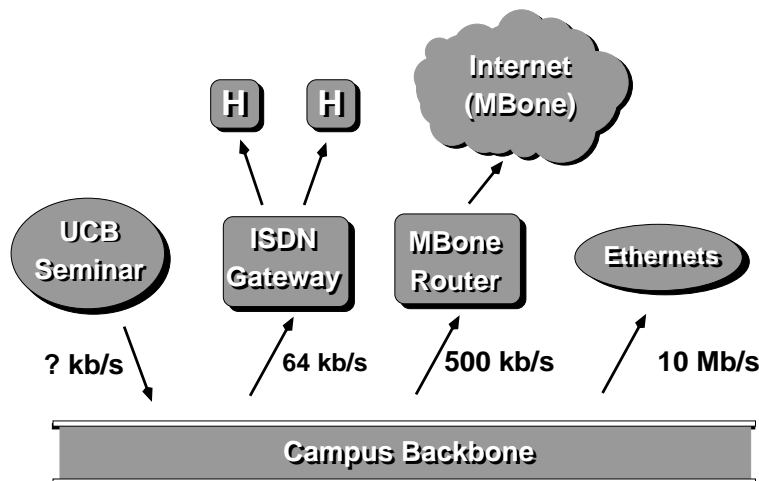 Internet
(MBone)
H
H
UCB
Seminar
ISDN
Gateway
MBone
Router
Ethernets
? kb/s
64 kb/s
500 kb/s
10 Mb/s
Campus Backbone